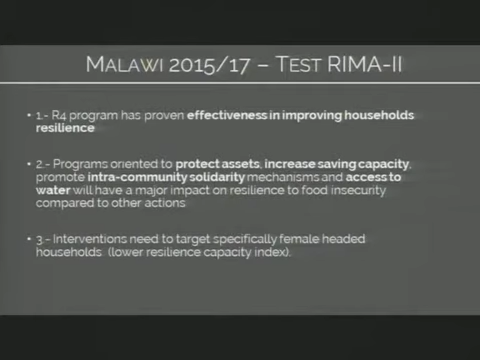 MALAWI 2015/17 – TEST RIMA-II
• 1.- R4 program has proven effectiveness in improving households
resilience
• 2.- Programs oriented to protect assets, increase saving capacity,
promote intra-community solidarity mechanisms and access to
water will have a major impact on resilience to food insecurity
compared to other actions
• 3.- Interventions need to target specifically female headed
households (lower resilience capacity index).